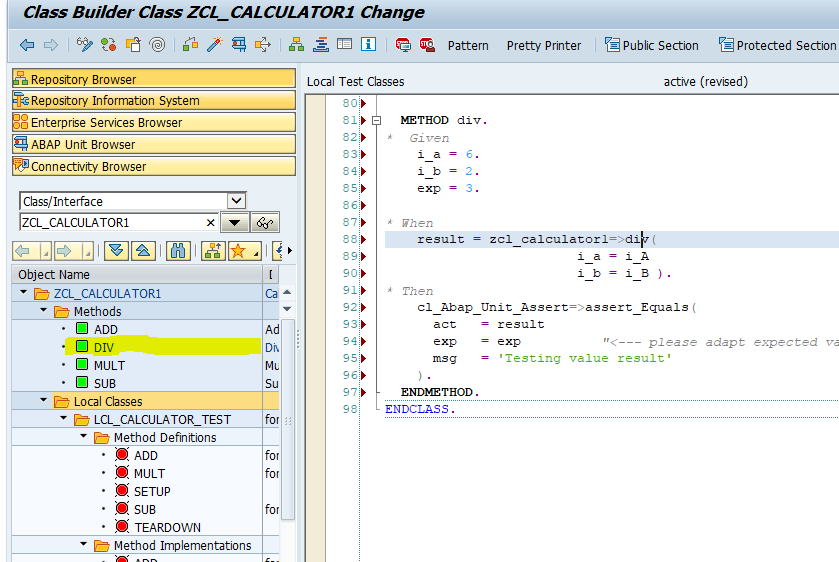 Class Builder Class ZCL_CALCULATOR1 Change
Pattern Pretty Printer Public Section Protected Section
Repository Browser
Repository Information System
Enterprise Services Browser
ABAP Unit Browser
Connectivity Browser
Class/Interface
ZCL_CALCULATOR1
Object Name
ZCL_CALCULATOR1 Ca
Methods
ADD Ad
DIV Div
MULT Mu
SUB Su
Local Classes
LCL_CALCULATOR_TEST for
Method Definitions
ADD for
MULT for
SETUP
SUB for
TEARDOWN
Method Implementations
ADD for
Local Test Classes active (revised)
80
81 METHOD div.
82 * Given
83 i_a = 6.
84 i_b = 2.
85 exp = 3.
86
87 * When
88 result = zcl_calculator1=>div(
89 i_a = i_A
90 i_b = i_B ).
91 * Then
92 cl_Abap_Unit_Assert=>assert_Equals(
93 act = result
94 exp = exp "<--- please adapt expected va
95 msg = 'Testing value result'
96 ).
97 ENDMETHOD.
98 ENDCLASS.